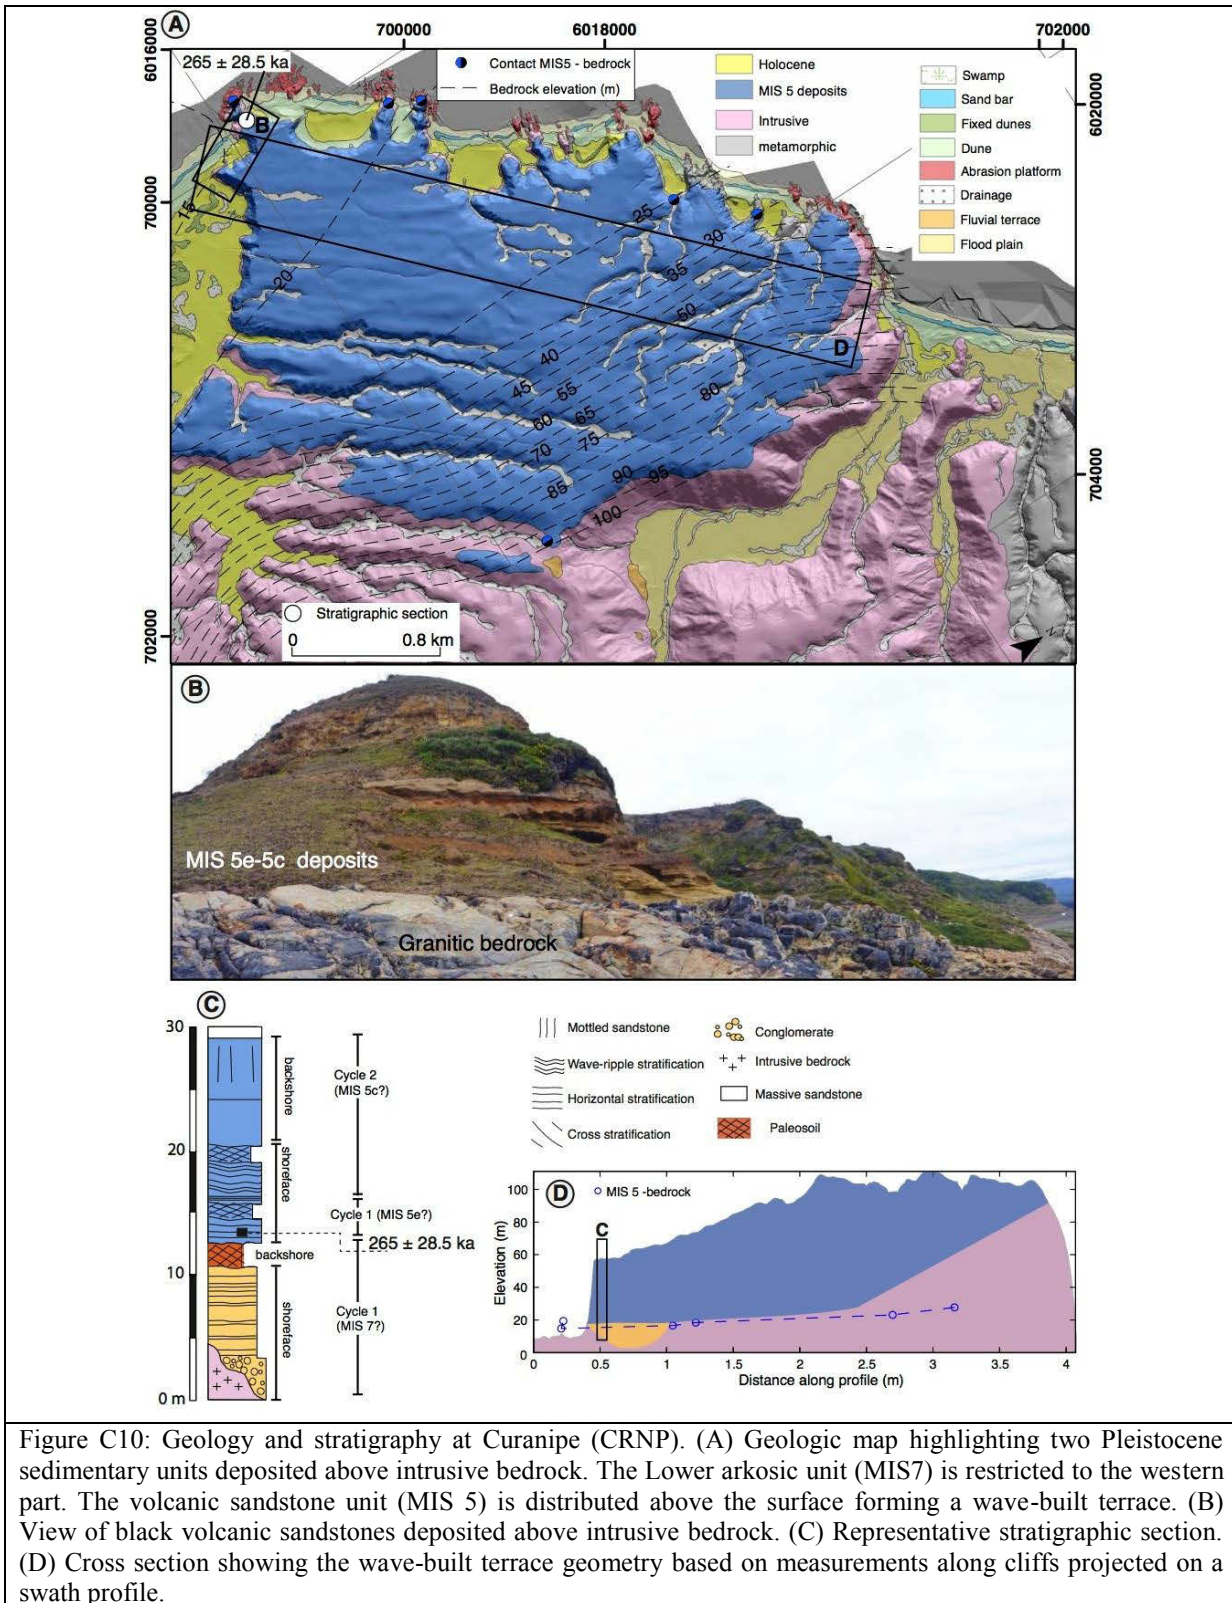 A
700000
6018000
702000
6016000
6020000
700000
702000
704000
265 ± 28.5 ka
Contact MIS5 - bedrock
Bedrock elevation (m)
Holocene
MIS 5 deposits
Intrusive
metamorphic
Swamp
Sand bar
Fixed dunes
Dune
Abrasion platform
Drainage
Fluvial terrace
Flood plain
B
15
20
25
30
35
50
40
45
55
60
65
70
75
80
85
90
95
100
D
Stratigraphic section
0 0.8 km
N
B
MIS 5e-5c deposits
Granitic bedrock
C
30
20
10
0 m
backshore
shoreface
backshore
shoreface
Cycle 2
(MIS 5c?)
Cycle 1 (MIS 5e?)
265 ± 28.5 ka
Cycle 1
(MIS 7?)
Mottled sandstone
Wave-ripple stratification
Horizontal stratification
Cross stratification
Conglomerate
Intrusive bedrock
Massive sandstone
Paleosoil
D
MIS 5 -bedrock
C
Elevation (m)
100
80
60
40
20
0
0 0.5 1 1.5 2 2.5 3 3.5 4
Distance along profile (m)
Figure C10: Geology and stratigraphy at Curanipe (CRNP). (A) Geologic map highlighting two Pleistocene
sedimentary units deposited above intrusive bedrock. The Lower arkosic unit (MIS7) is restricted to the western
part. The volcanic sandstone unit (MIS 5) is distributed above the surface forming a wave-built terrace. (B)
View of black volcanic sandstones deposited above intrusive bedrock. (C) Representative stratigraphic section.
(D) Cross section showing the wave-built terrace geometry based on measurements along cliffs projected on a
swath profile.